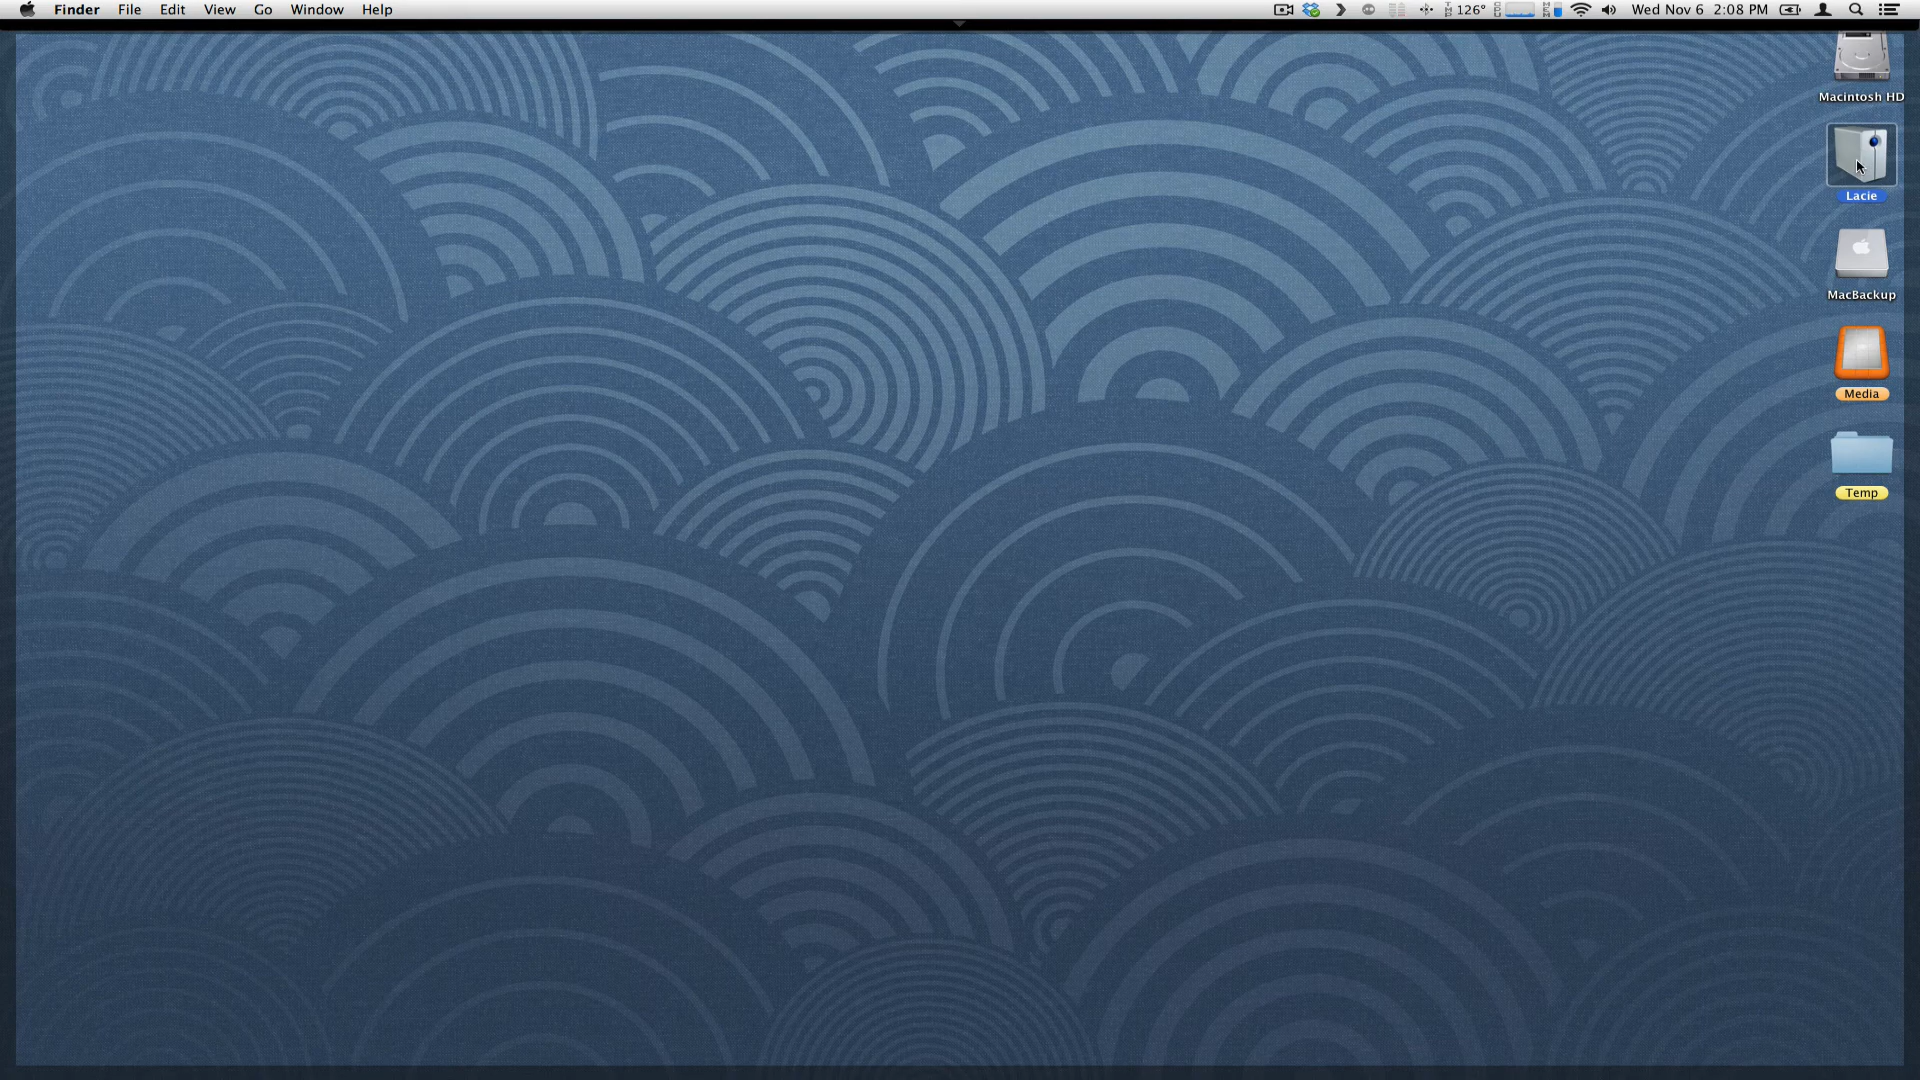 Finder File Edit View Go Window Help 126° Wed Nov 6 2:08 PM
Macintosh HD
Lacie
MacBackup
Media
Temp